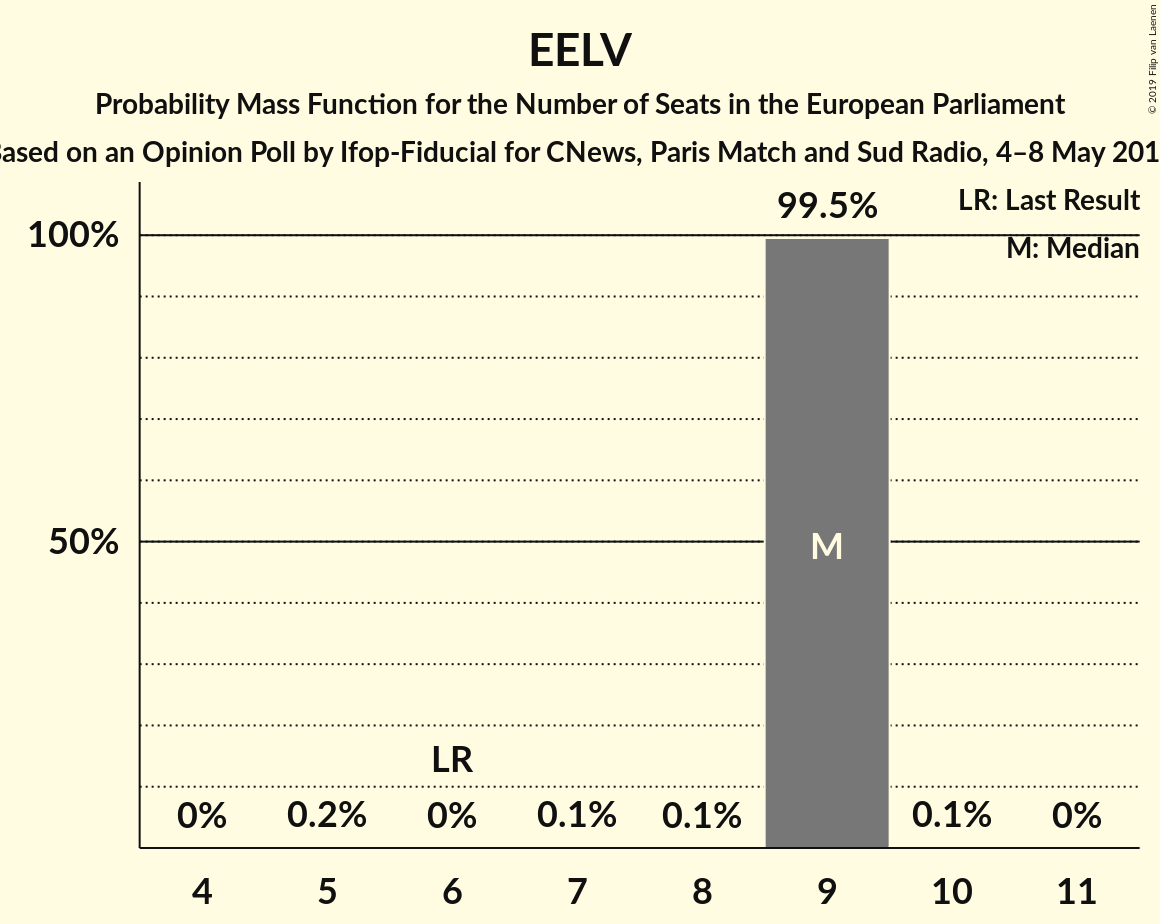 EELV
Probability Mass Function for the Number of Seats in the European Parliament
ased on an Opinion Poll by Ifop-Fiducial for CNews, Paris Match and Sud Radio, 4–8 May 201
© 2019 Filip van Laenen
LR: Last Result
M: Median
99.5%
100%
50%
M
LR
0% 0.2% 0% 0.1% 0.1% 0.1% 0%
4 5 6 7 8 9 10 11